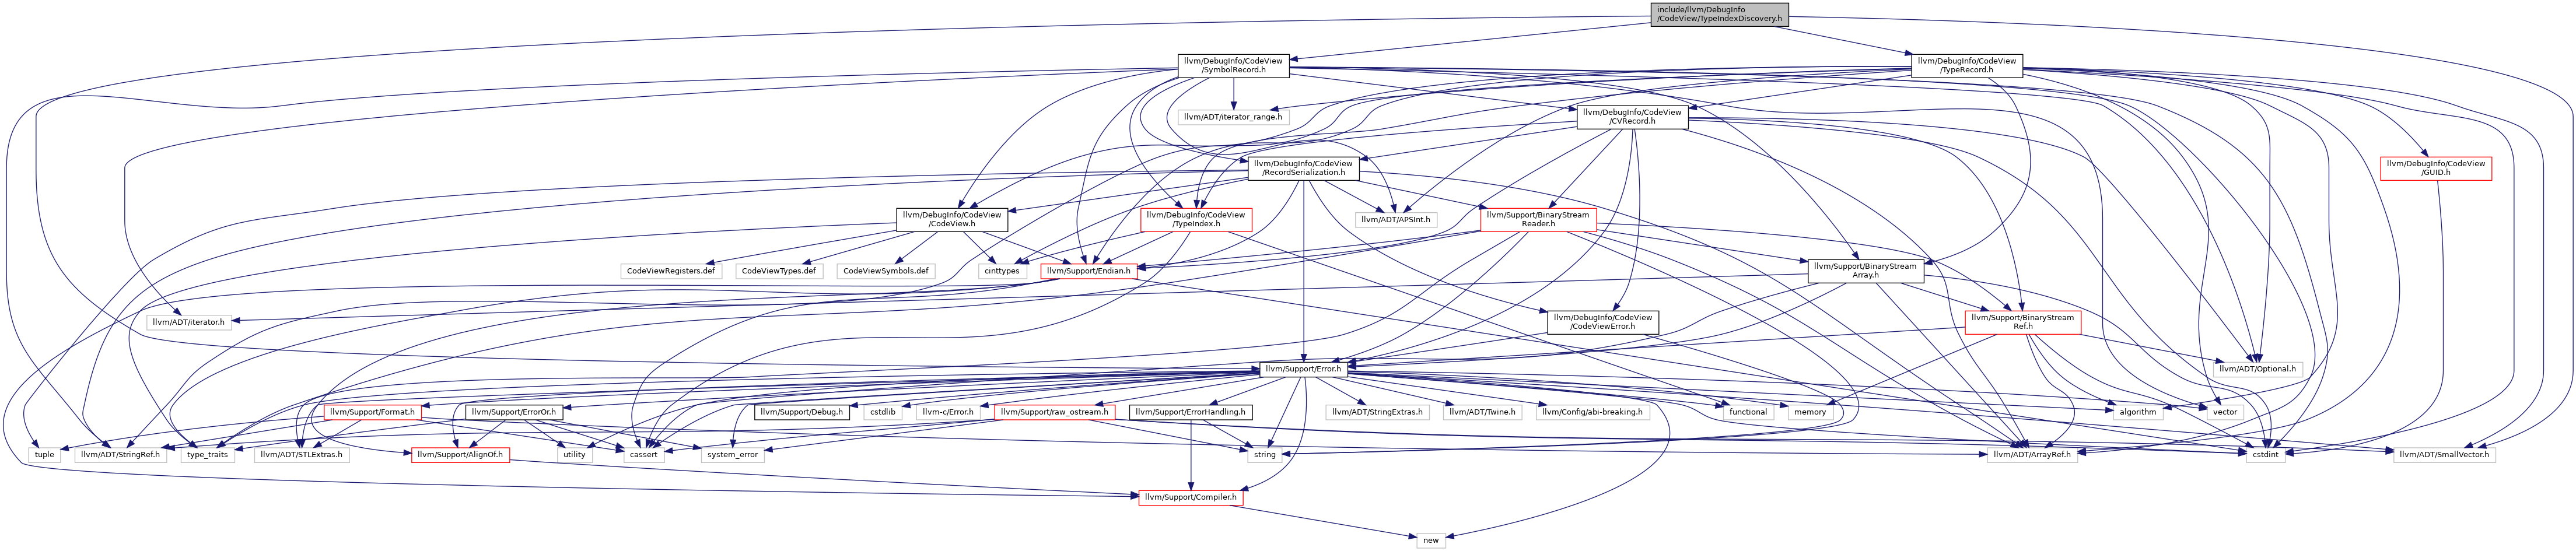 include/llvm/DebugInfo
/CodeView/TypeIndexDiscovery.h
llvm/DebugInfo/CodeView
/SymbolRecord.h
llvm/DebugInfo/CodeView
/TypeRecord.h
llvm/ADT/iterator_range.h
llvm/DebugInfo/CodeView
/CVRecord.h
llvm/DebugInfo/CodeView
/RecordSerialization.h
llvm/DebugInfo/CodeView
/GUID.h
llvm/DebugInfo/CodeView
/CodeView.h
llvm/DebugInfo/CodeView
/TypeIndex.h
llvm/ADT/APSInt.h
llvm/Support/BinaryStream
Reader.h
CodeViewRegisters.def
CodeViewTypes.def
CodeViewSymbols.def
cinttypes
llvm/Support/Endian.h
llvm/Support/BinaryStream
Array.h
llvm/ADT/iterator.h
llvm/DebugInfo/CodeView
/CodeViewError.h
llvm/Support/BinaryStream
Ref.h
llvm/Support/Error.h
llvm/ADT/Optional.h
llvm/Support/Format.h
llvm/Support/ErrorOr.h
llvm/Support/Debug.h
cstdlib
llvm-c/Error.h
llvm/Support/raw_ostream.h
llvm/Support/ErrorHandling.h
llvm/ADT/StringExtras.h
llvm/ADT/Twine.h
llvm/Config/abi-breaking.h
functional
memory
algorithm
vector
tuple
llvm/ADT/StringRef.h
type_traits
llvm/ADT/STLExtras.h
llvm/Support/AlignOf.h
utility
cassert
system_error
string
llvm/ADT/ArrayRef.h
cstdint
llvm/ADT/SmallVector.h
llvm/Support/Compiler.h
new